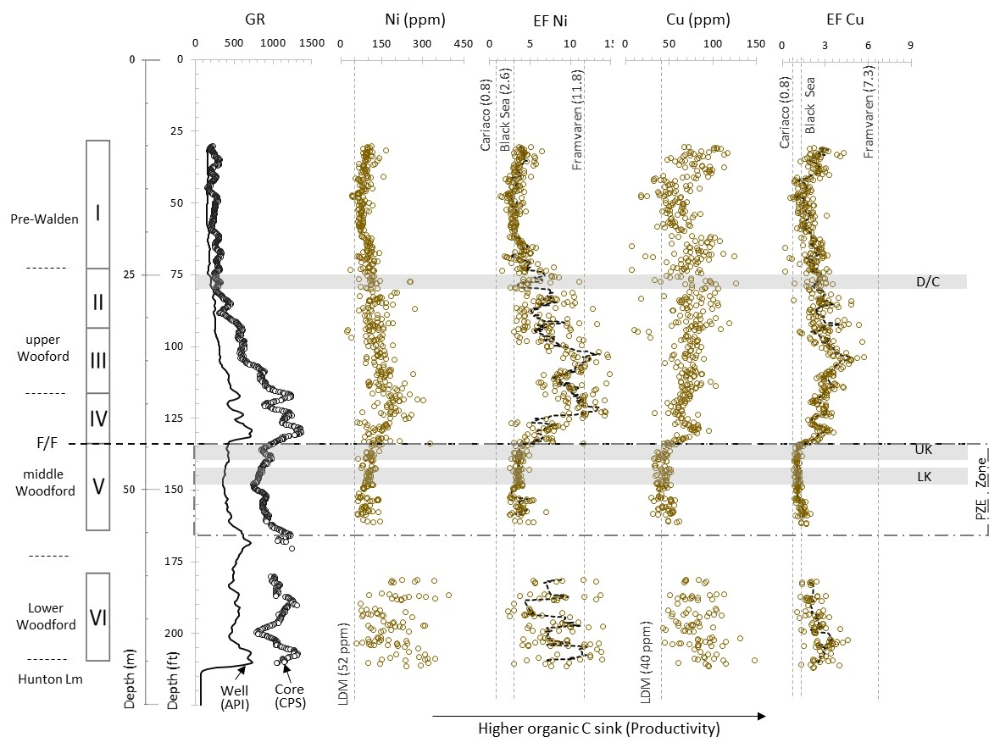 GR Ni (ppm) EF Ni Cu (ppm) EF Cu
0 500 1000 1500 0 150 300 450 0 5 10 15 0 50 100 150 0 3 6 9
Cariaco (0.8)
Black Sea (2.6)
Framvaren (11.8)
Cariaco (0.8)
Black Sea
Framvaren (7.3)
0 0
25
50
25 75
100
125
50 150
175
200
Pre-Walden
upper
Wooford
F/F
middle
Woodford
Lower
Woodford
Hunton Lm
I
II
III
IV
V
VI
D/C
UK
LK
PZE Zone
Depth (m)
Depth (ft)
Well
(API)
Core
(CPS)
LDM (52 ppm)
LDM (40 ppm)
Higher organic C sink (Productivity)